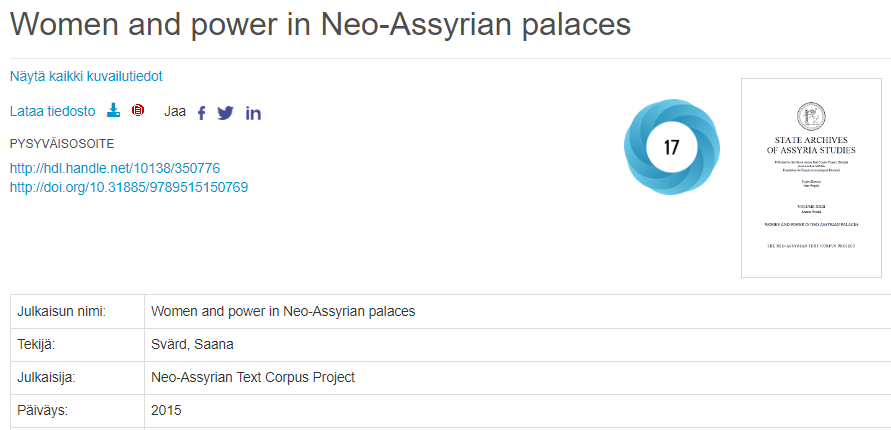 Women and power in Neo-Assyrian palaces
Näytä kaikki kuvailutiedot
Lataa tiedosto Jaa
PYSYVÄISOSOITE
http://hdl.handle.net/10138/350776
http://doi.org/10.31885/9789515150769
17
STATE ARCHIVES
OF ASSYRIA STUDIES
VOLUME XXIII
Saana Svärd
WOMEN AND POWER IN NEO-ASSYRIAN PALACES
THE NEO-ASSYRIAN TEXT CORPUS PROJECT
Julkaisun nimi: Women and power in Neo-Assyrian palaces
Tekijä: Svärd, Saana
Julkaisija: Neo-Assyrian Text Corpus Project
Päiväys: 2015